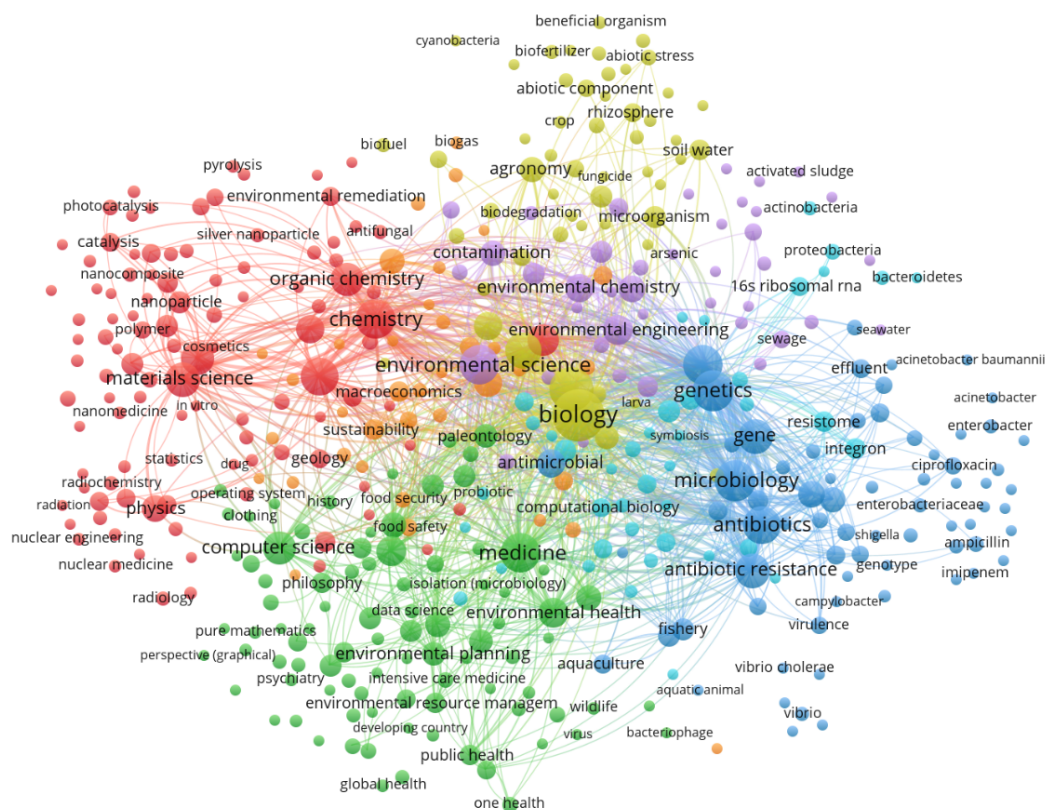 beneficial organism
cyanobacteria
biofertilizer
abiotic stress
abiotic component
rhizosphere
crop
biofuel
biogas
soil water
pyrolysis
agronomy
fungicide
activated sludge
environmental remediation
photocatalysis
biodegradation
microorganism
actinobacteria
silver nanoparticle
antifungal
catalysis
contamination
arsenic
proteobacteria
nanocomposite
organic chemistry
environmental chemistry
16s ribosomal rna
bacteroidetes
nanoparticle
chemistry
polymer
environmental engineering
seawater
sewage
cosmetics
environmental science
acinetobacter baumannii
effluent
materials science
macroeconomics
genetics
nanomedicine
in vitro
larva
acinetobacter
biology
sustainability
paleontology
symbiosis
gene
resistome
enterobacter
integron
statistics
drug
geology
antimicrobial
ciprofloxacin
radiochemistry
operating system
history
food security
probiotic
microbiology
radiation
physics
clothing
computational biology
enterobacteriaceae
nuclear engineering
food safety
antibiotics
shigella
ampicillin
computer science
medicine
nuclear medicine
genotype
imipenem
philosophy
isolation (microbiology)
antibiotic resistance
radiology
data science
environmental health
campylobacter
virulence
pure mathematics
fishery
perspective (graphical)
environmental planning
aquaculture
psychiatry
intensive care medicine
vibrio cholerae
aquatic animal
environmental resource managem
wildlife
vibrio
developing country
virus
bacteriophage
public health
global health
one health